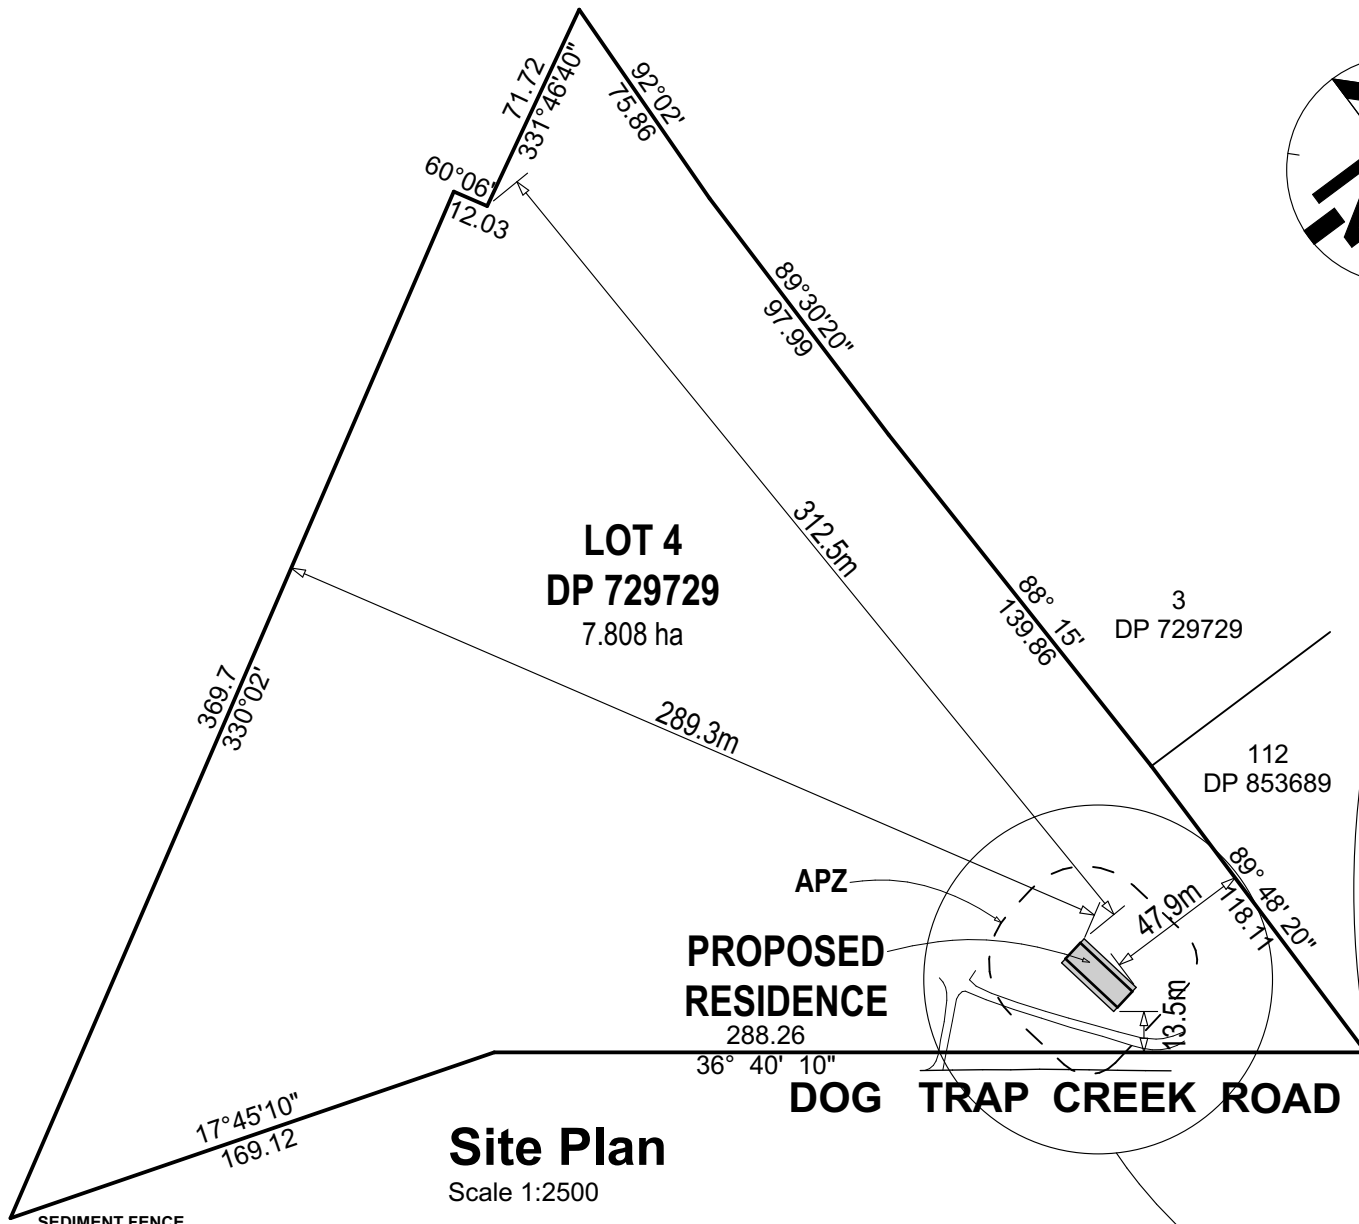 71.72
331°46'40"
92°02'
75.86
60°06'
12.03
89°30'20"
97.99
312.5m
LOT 4
DP 729729
7.808 ha
88° 15'
139.86
3
DP 729729
369.7
330°02'
289.3m
112
DP 853689
APZ
47.9m
89° 48' 20"
118.11
PROPOSED
RESIDENCE
13.5m
288.26
36° 40' 10"
DOG TRAP CREEK ROAD
17°45'10"
169.12
Site Plan
Scale 1:2500
SEDIMENT FENCE